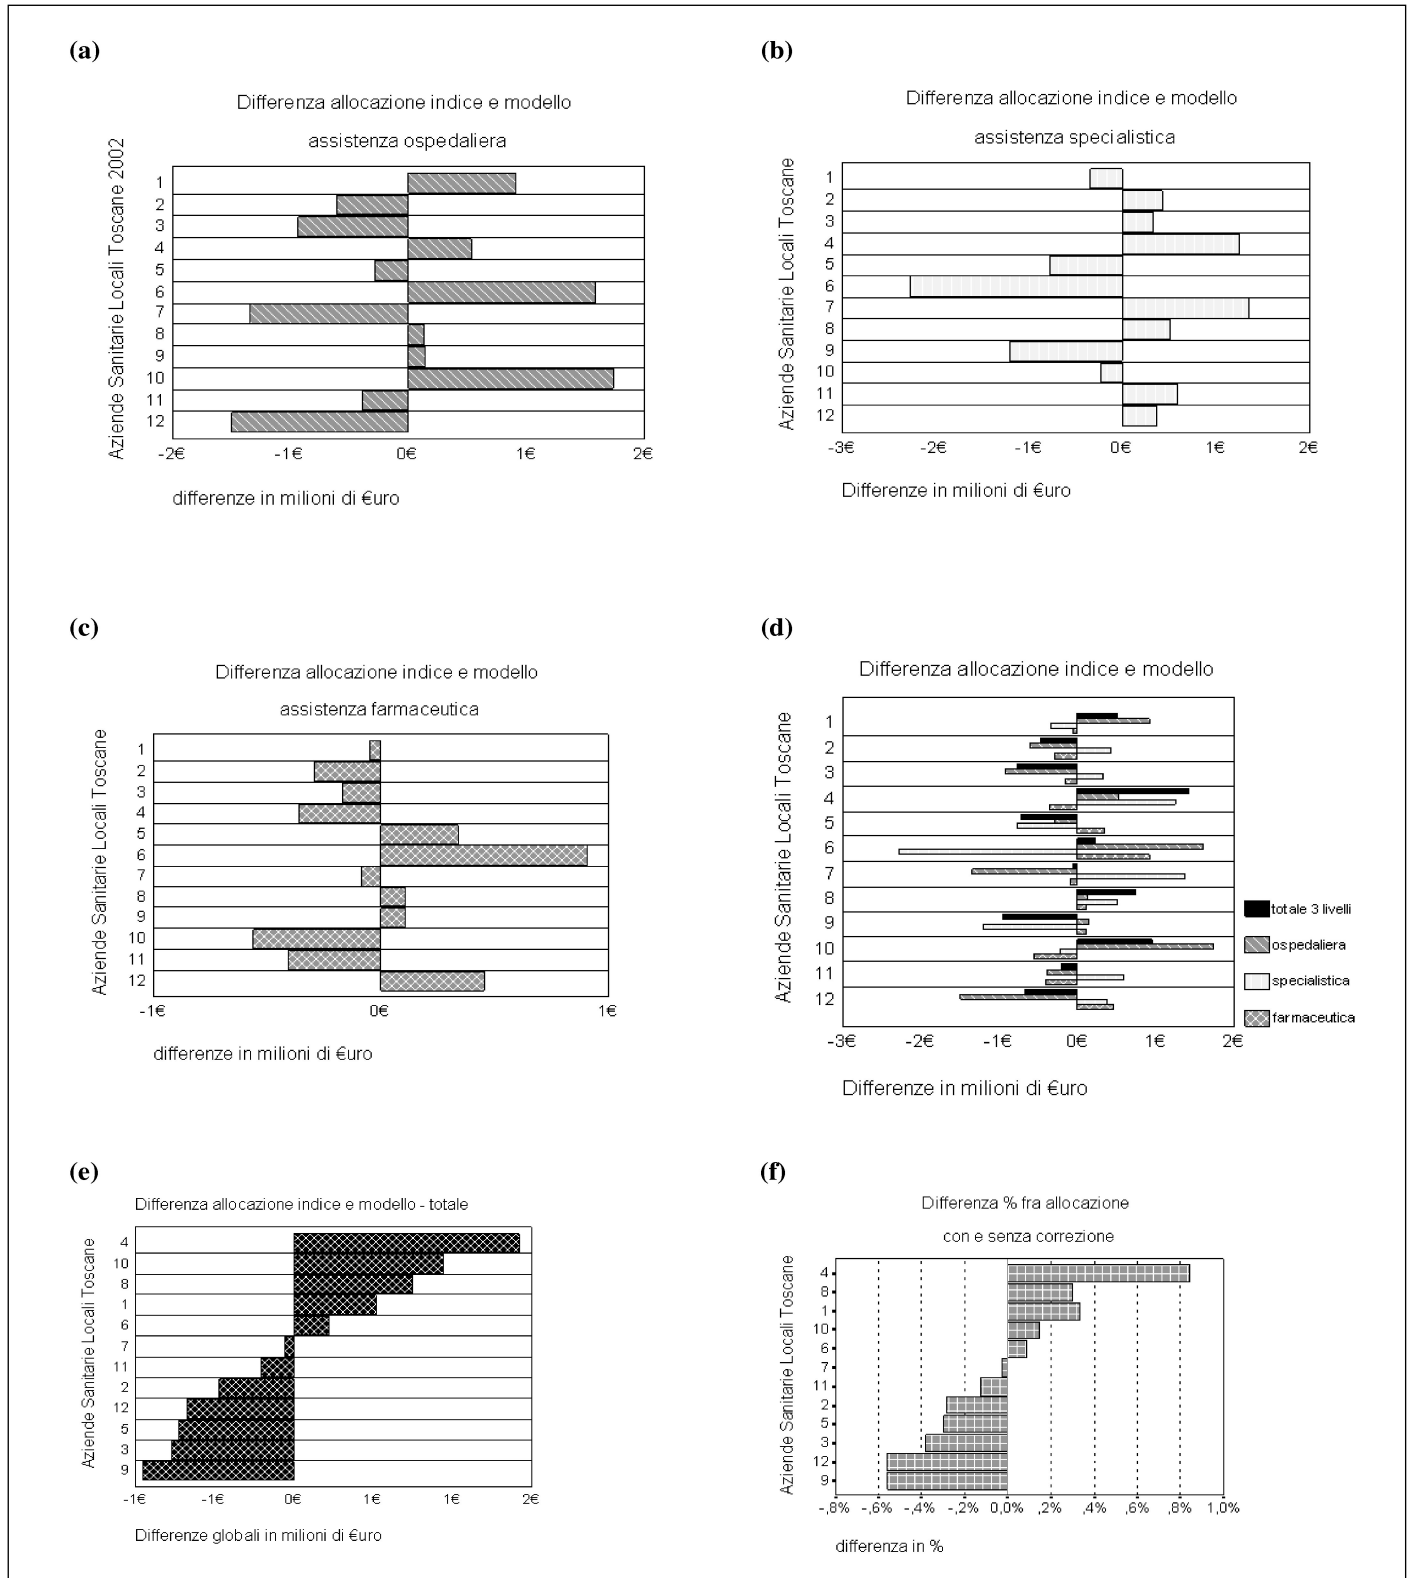 (a)
Differenza allocazione indice e modello
assistenza ospedaliera
Aziende Sanitarie Locali Toscane 2002
1
2
3
4
5
6
7
8
9
10
11
12
-2€ -1€ 0€ 1€ 2€
differenze in milioni di €uro
(b)
Differenza allocazione indice e modello
assistenza specialistica
Aziende Sanitarie Locali Toscane
1
2
3
4
5
6
7
8
9
10
11
12
-3€ -2€ -1€ 0€ 1€ 2€
Differenze in milioni di €uro
(c)
Differenza allocazione indice e modello
assistenza farmaceutica
Aziende Sanitarie Locali Toscane
1
2
3
4
5
6
7
8
9
10
11
12
-1€ 0€ 1€
differenze in milioni di €uro
(d)
Differenza allocazione indice e modello
Aziende Sanitarie Locali Toscane
1
2
3
4
5
6
7
8
9
10
11
12
-3€ -2€ -1€ 0€ 1€ 2€
Differenze in milioni di €uro
totale 3 livelli
ospedaliera
specialistica
farmaceutica
(e)
Differenza allocazione indice e modello - totale
Aziende Sanitarie Locali Toscane
4
10
8
1
6
7
11
2
12
5
3
9
-1€ -1€ 0€ 1€ 1€ 2€
Differenze globali in milioni di €uro
(f)
Differenza % fra allocazione
con e senza correzione
Aziende Sanitarie Locali Toscane
4
8
1
10
6
7
11
2
5
3
12
9
-,8% -,6% -,4% -,2% 0,0% ,2% ,4% ,6% ,8% 1,0%
differenza in %